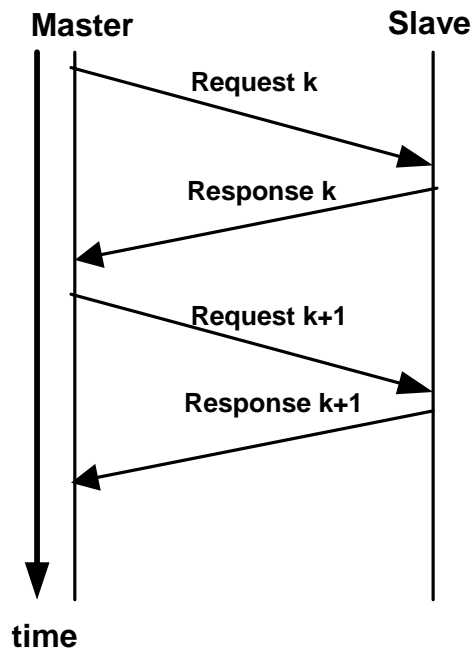 Master
Slave
Request k
Response k
Request k+1
Response k+1
time